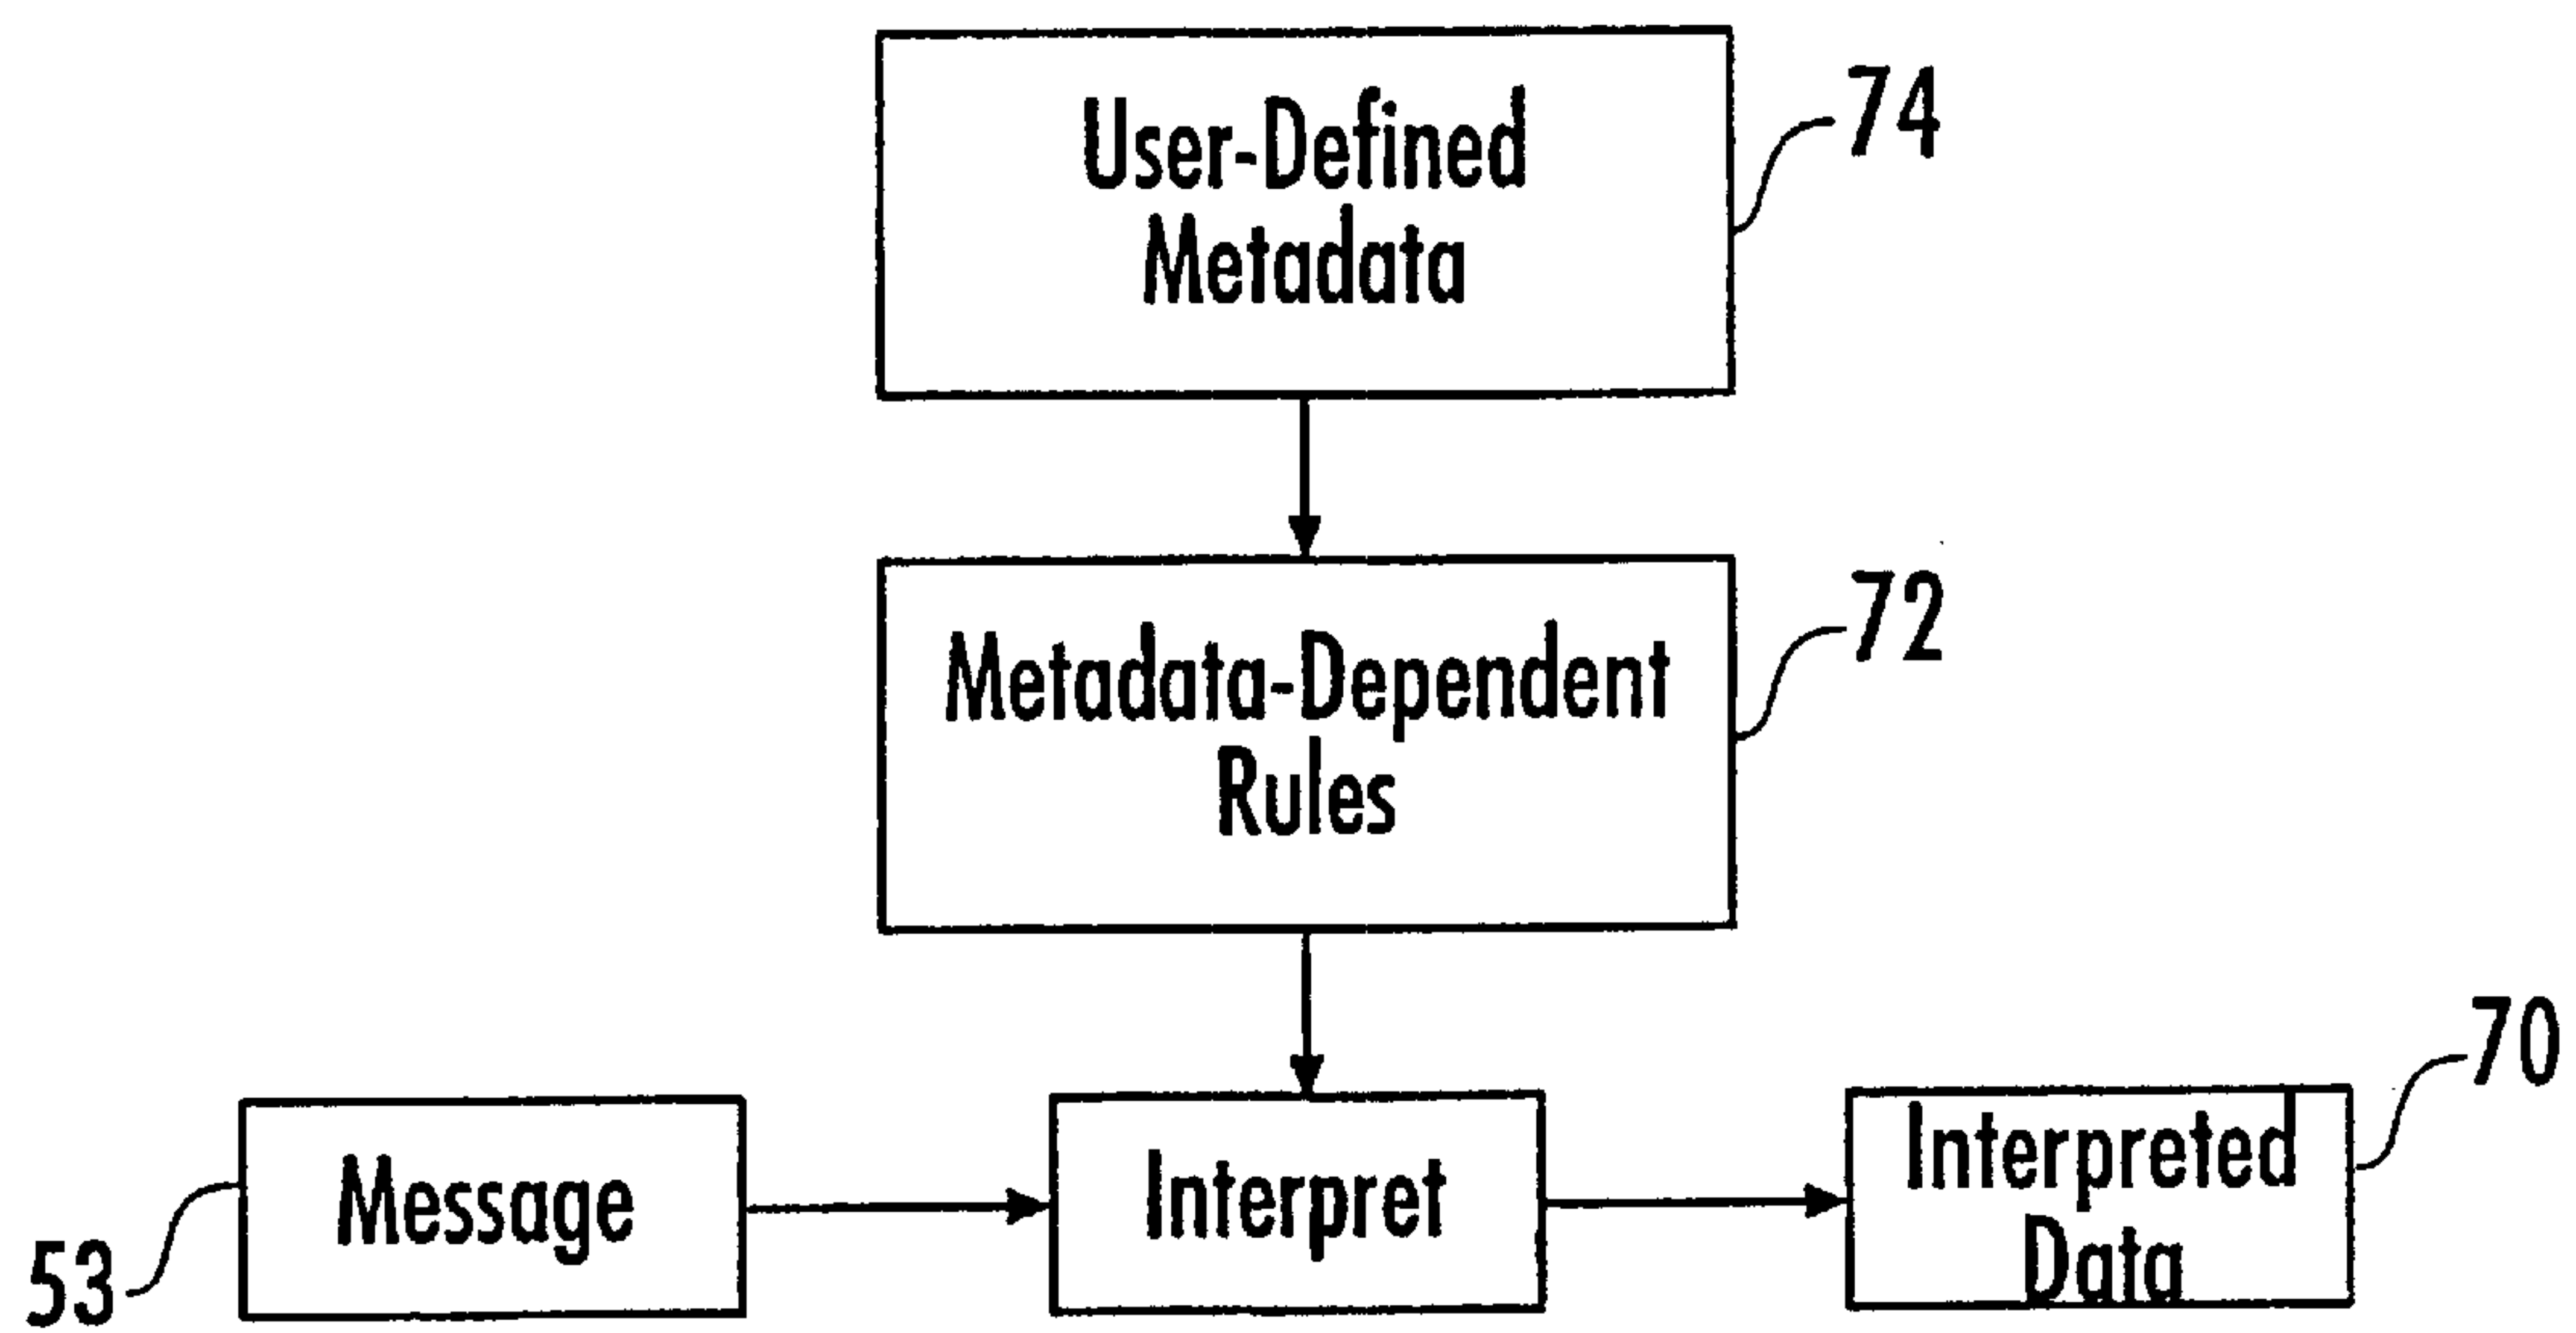 User-Defined
Metadata
74
Metadata-Dependent
Rules
72
Message
53
Interpret
Interpreted
Data
70